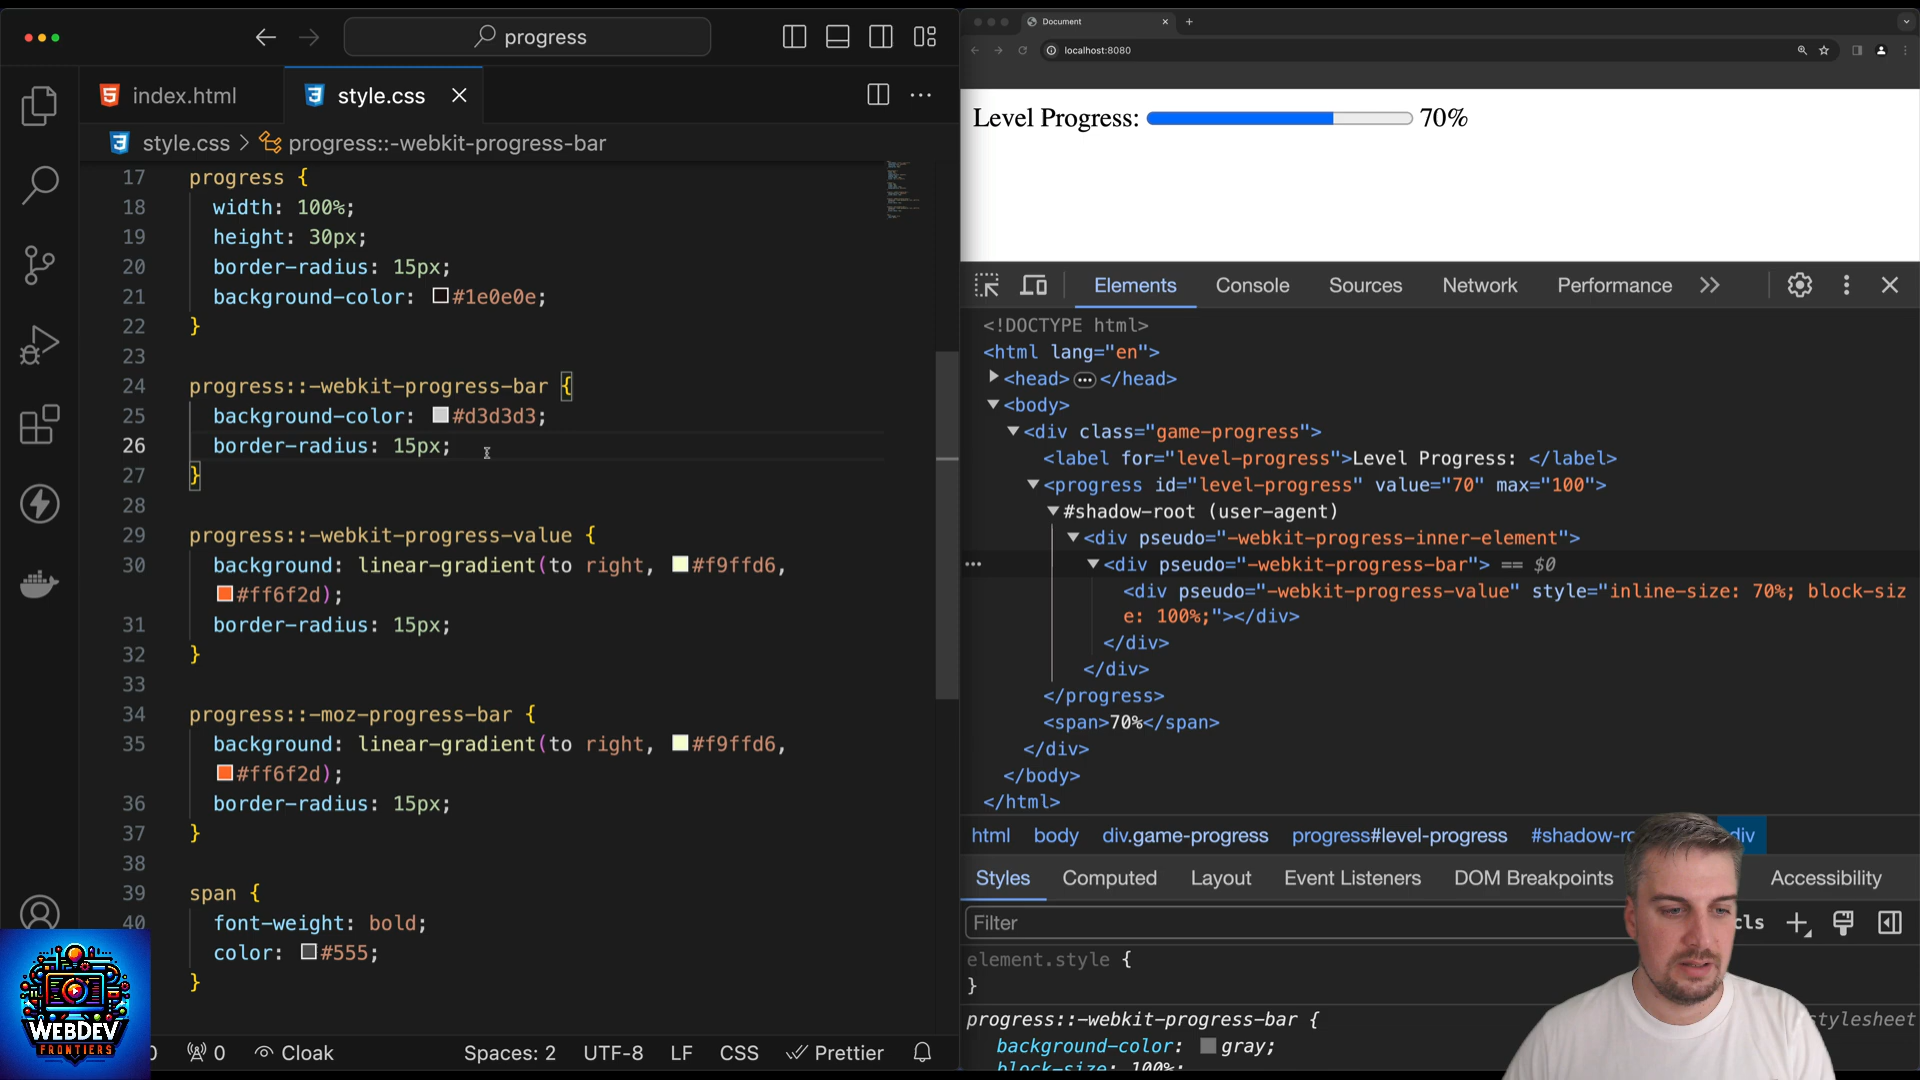 progress
index.html
style.css
style.css > progress::-webkit-progress-bar
17 progress {
18 width: 100%;
19 height: 30px;
20 border-radius: 15px;
21 background-color: #1e0e0e;
22 }
23
24 progress::-webkit-progress-bar {
25 background-color: #d3d3d3;
26 border-radius: 15px;
27 }
28
29 progress::-webkit-progress-value {
30 background: linear-gradient(to right, #f9ffd6,
#ff6f2d);
31 border-radius: 15px;
32 }
33
34 progress::-moz-progress-bar {
35 background: linear-gradient(to right, #f9ffd6,
#ff6f2d);
36 border-radius: 15px;
37 }
38
39 span {
40 font-weight: bold;
color: #555;
}
WEBDEV
FRONTIERS
0 Cloak Spaces: 2 UTF-8 LF CSS Prettier
Document
localhost:8080
Level Progress: 70%
Elements Console Sources Network Performance
<!DOCTYPE html>
<html lang="en">
<head> … </head>
<body>
<div class="game-progress">
<label for="level-progress">Level Progress: </label>
<progress id="level-progress" value="70" max="100">
#shadow-root (user-agent)
<div pseudo="-webkit-progress-inner-element">
<div pseudo="-webkit-progress-bar"> == $0
<div pseudo="-webkit-progress-value" style="inline-size: 70%; block-siz
e: 100%;"></div>
</div>
</div>
</progress>
<span>70%</span>
</div>
</body>
</html>
html body div.game-progress progress#level-progress #shadow-ro div
Styles Computed Layout Event Listeners DOM Breakpoints Accessibility
Filter cls
element.style {
}
progress::-webkit-progress-bar { stylesheet
background-color: gray;
block-size: 100%;